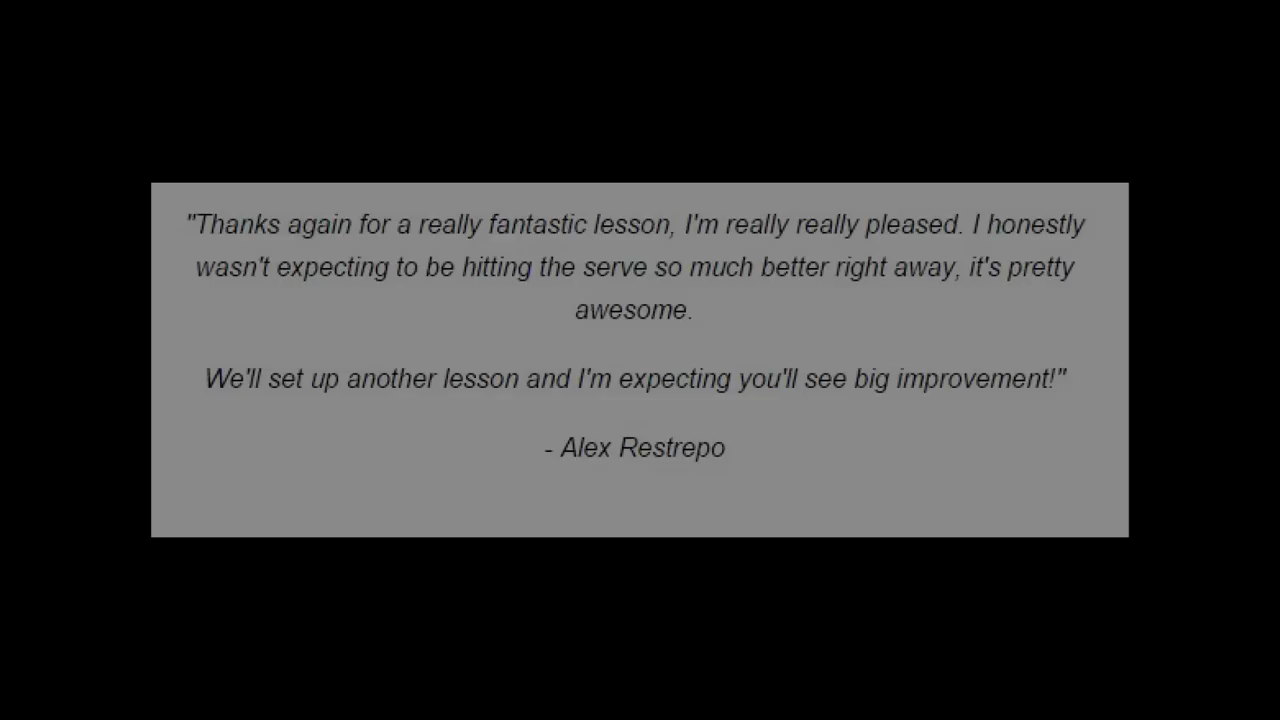 "Thanks again for a really fantastic lesson, I'm really really pleased. I honestly
wasn't expecting to be hitting the serve so much better right away, it's pretty
awesome.
We'll set up another lesson and I'm expecting you'll see big improvement!"
- Alex Restrepo